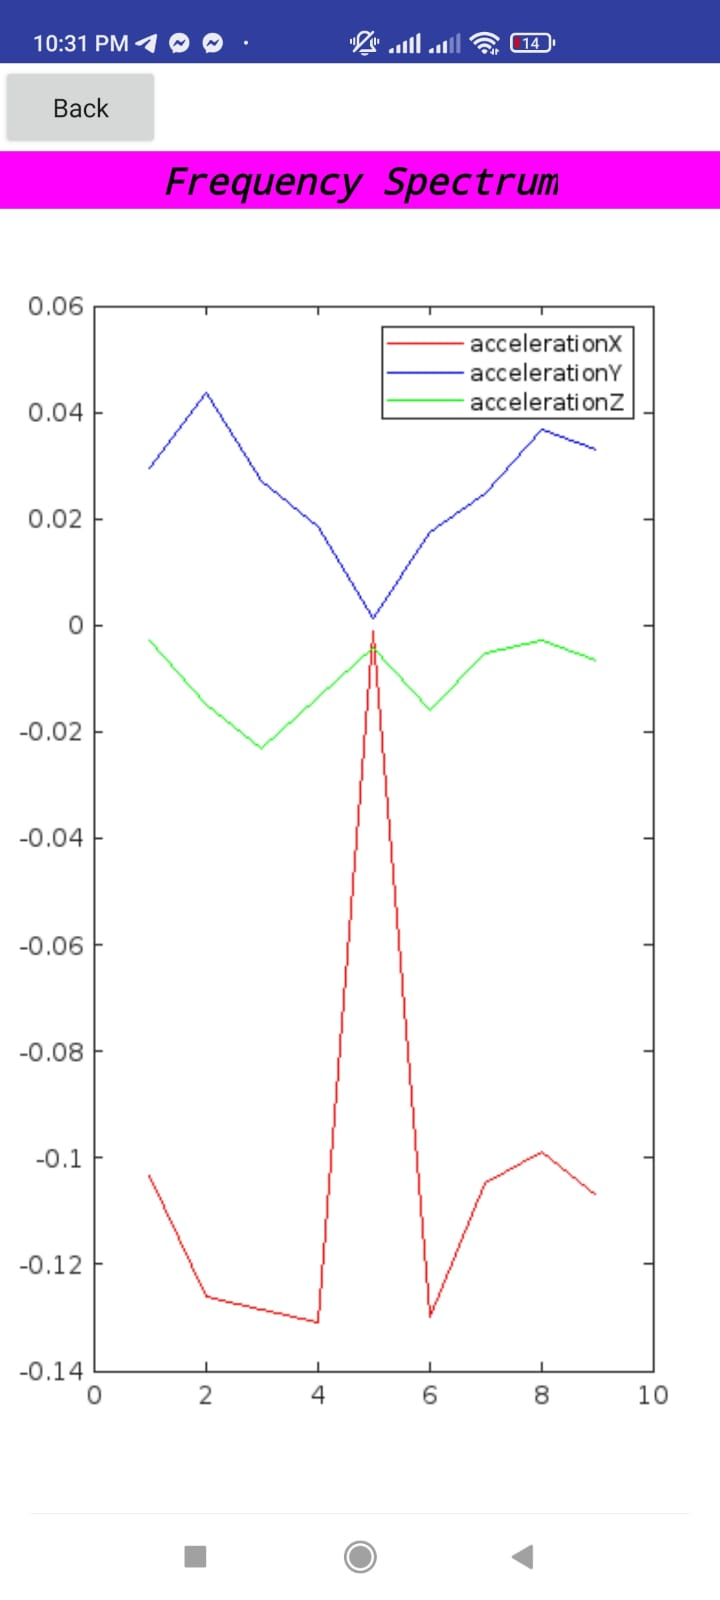 10:31 PM 14
Back
Frequency Spectrum
0.06
accelerationX
accelerationY
accelerationZ
0.04
0.02
0
-0.02
-0.04
-0.06
-0.08
-0.1
-0.12
-0.14
0 2 4 6 8 10